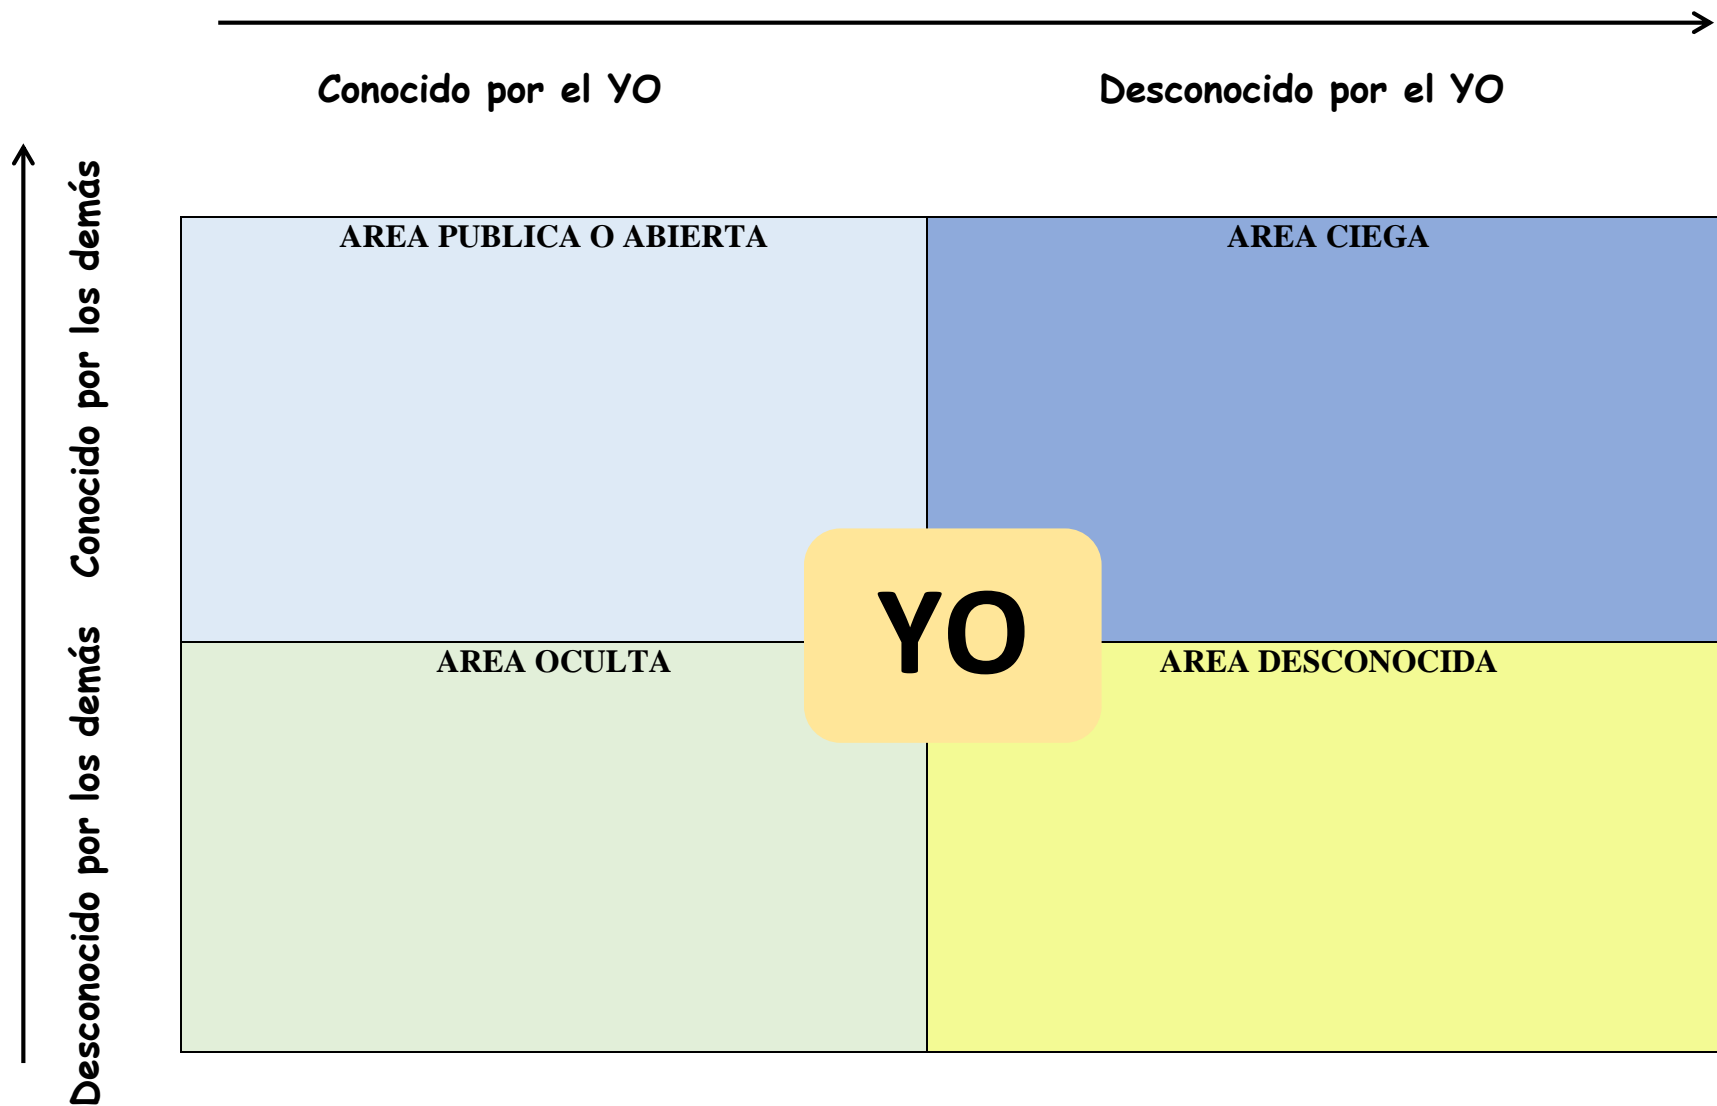 Conocido por el YO
Desconocido por el YO
Conocido por los demás
Desconocido por los demás
AREA PUBLICA O ABIERTA
AREA CIEGA
YO
AREA OCULTA
AREA DESCONOCIDA